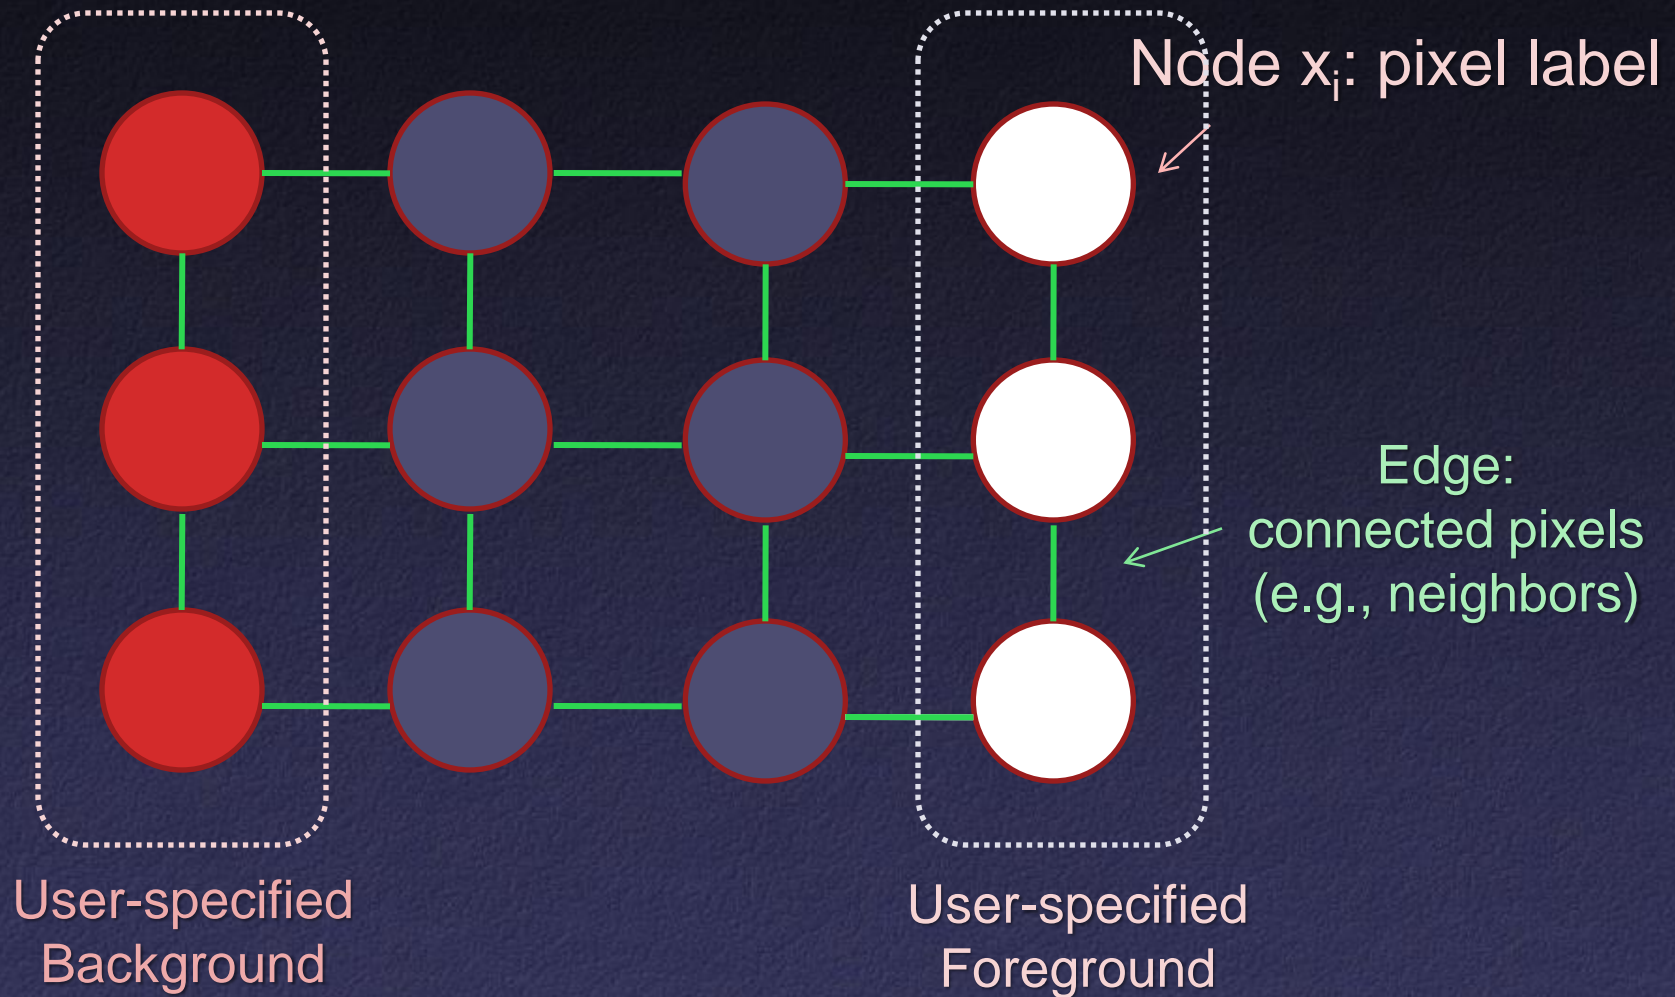 Node xᵢ: pixel label
Edge:
connected pixels
(e.g., neighbors)
User-specified
Background
User-specified
Foreground